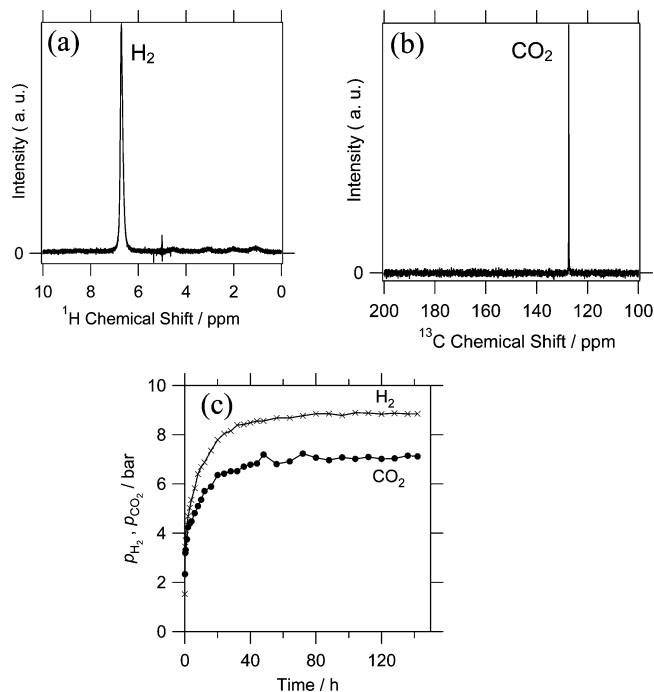 (a)
H2
Intensity ( a. u.)
0
10 8 6 4 2 0
1H Chemical Shift / ppm
(b)
CO2
Intensity ( a. u.)
0
200 180 160 140 120 100
13C Chemical Shift / ppm
(c)
H2
CO2
pH2 , pCO2 / bar
10
8
6
4
2
0
0 40 80 120
Time / h